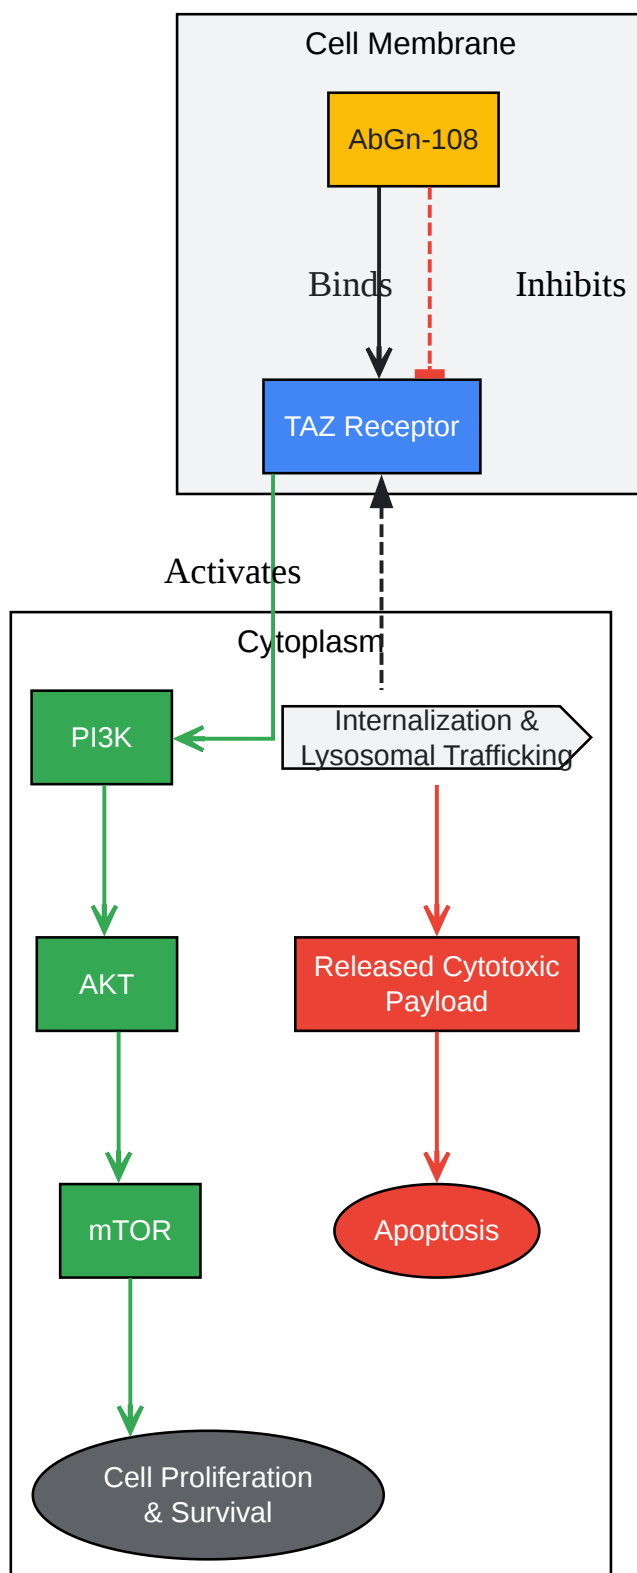 Cell Membrane
AbGn-108
Binds
Inhibits
TAZ Receptor
Activates
Cytoplasm
PI3K
Internalization &
Lysosomal Trafficking
AKT
Released Cytotoxic
Payload
mTOR
Apoptosis
Cell Proliferation
& Survival